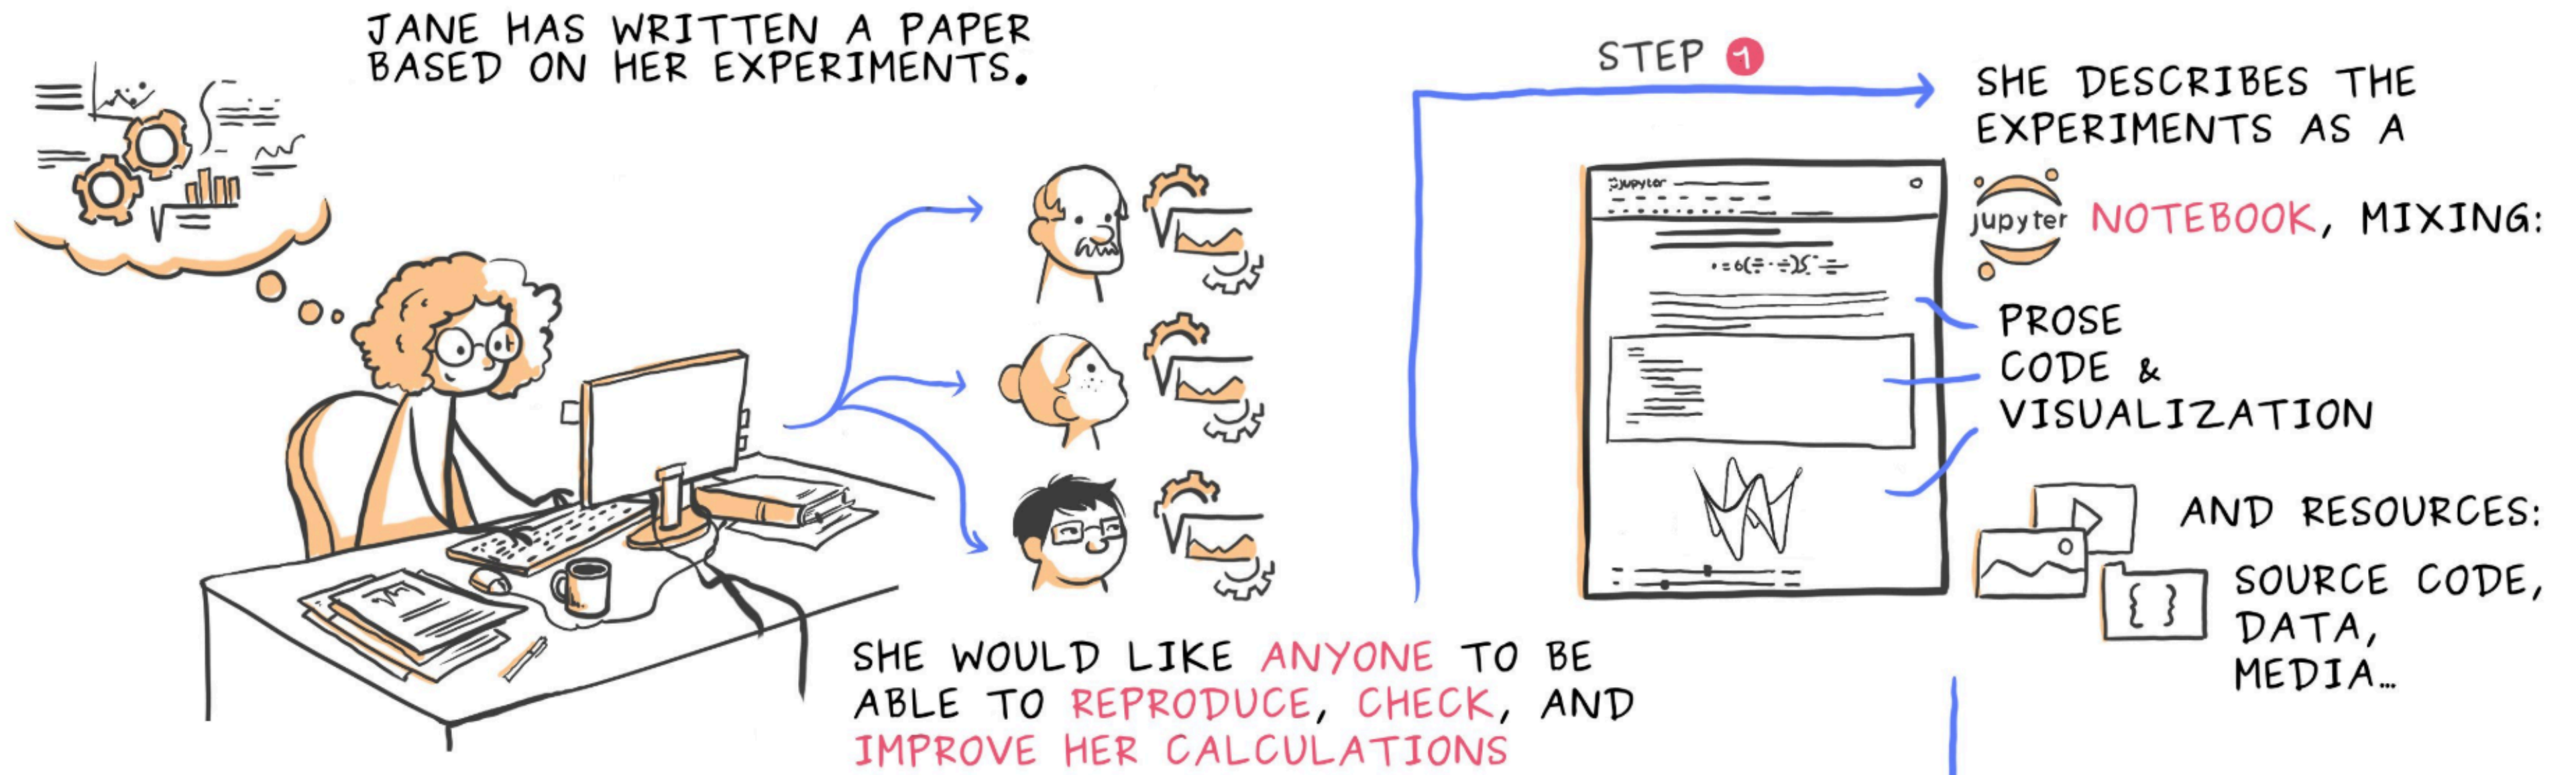 JANE HAS WRITTEN A PAPER
BASED ON HER EXPERIMENTS.
SHE WOULD LIKE ANYONE TO BE
ABLE TO REPRODUCE, CHECK, AND
IMPROVE HER CALCULATIONS
STEP 1
SHE DESCRIBES THE
EXPERIMENTS AS A
jupyter NOTEBOOK, MIXING:
jupyter
PROSE
CODE &
VISUALIZATION
AND RESOURCES:
{ }
SOURCE CODE,
DATA,
MEDIA...